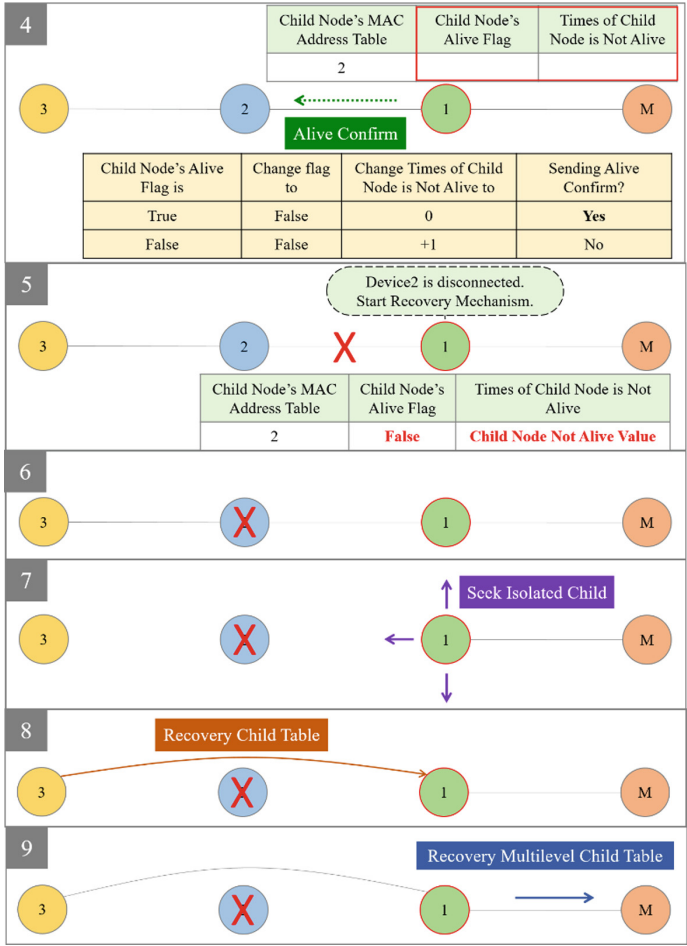 4
Child Node's MAC Address Table
Child Node's Alive Flag
Times of Child Node is Not Alive
2
3
2
1
M
Alive Confirm
Child Node's Alive Flag is
Change flag to
Change Times of Child Node is Not Alive to
Sending Alive Confirm?
True
False
0
Yes
False
False
+1
No
5
Device2 is disconnected.
Start Recovery Mechanism.
3
2
X
1
M
Child Node's MAC Address Table
Child Node's Alive Flag
Times of Child Node is Not Alive
2
False
Child Node Not Alive Value
6
3
X
1
M
7
Seek Isolated Child
3
X
1
M
8
Recovery Child Table
3
X
1
M
9
Recovery Multilevel Child Table
3
X
1
M